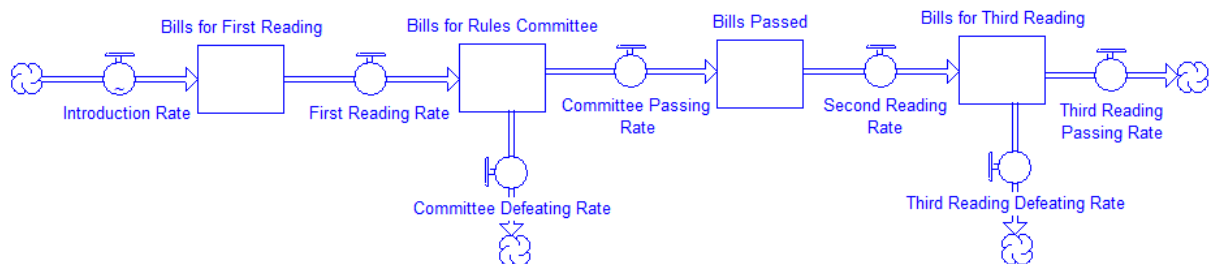 Bills for First Reading
Bills for Rules Committee
Bills Passed
Bills for Third Reading
Introduction Rate
First Reading Rate
Committee Passing
Rate
Second Reading
Rate
Third Reading
Passing Rate
Committee Defeating Rate
Third Reading Defeating Rate